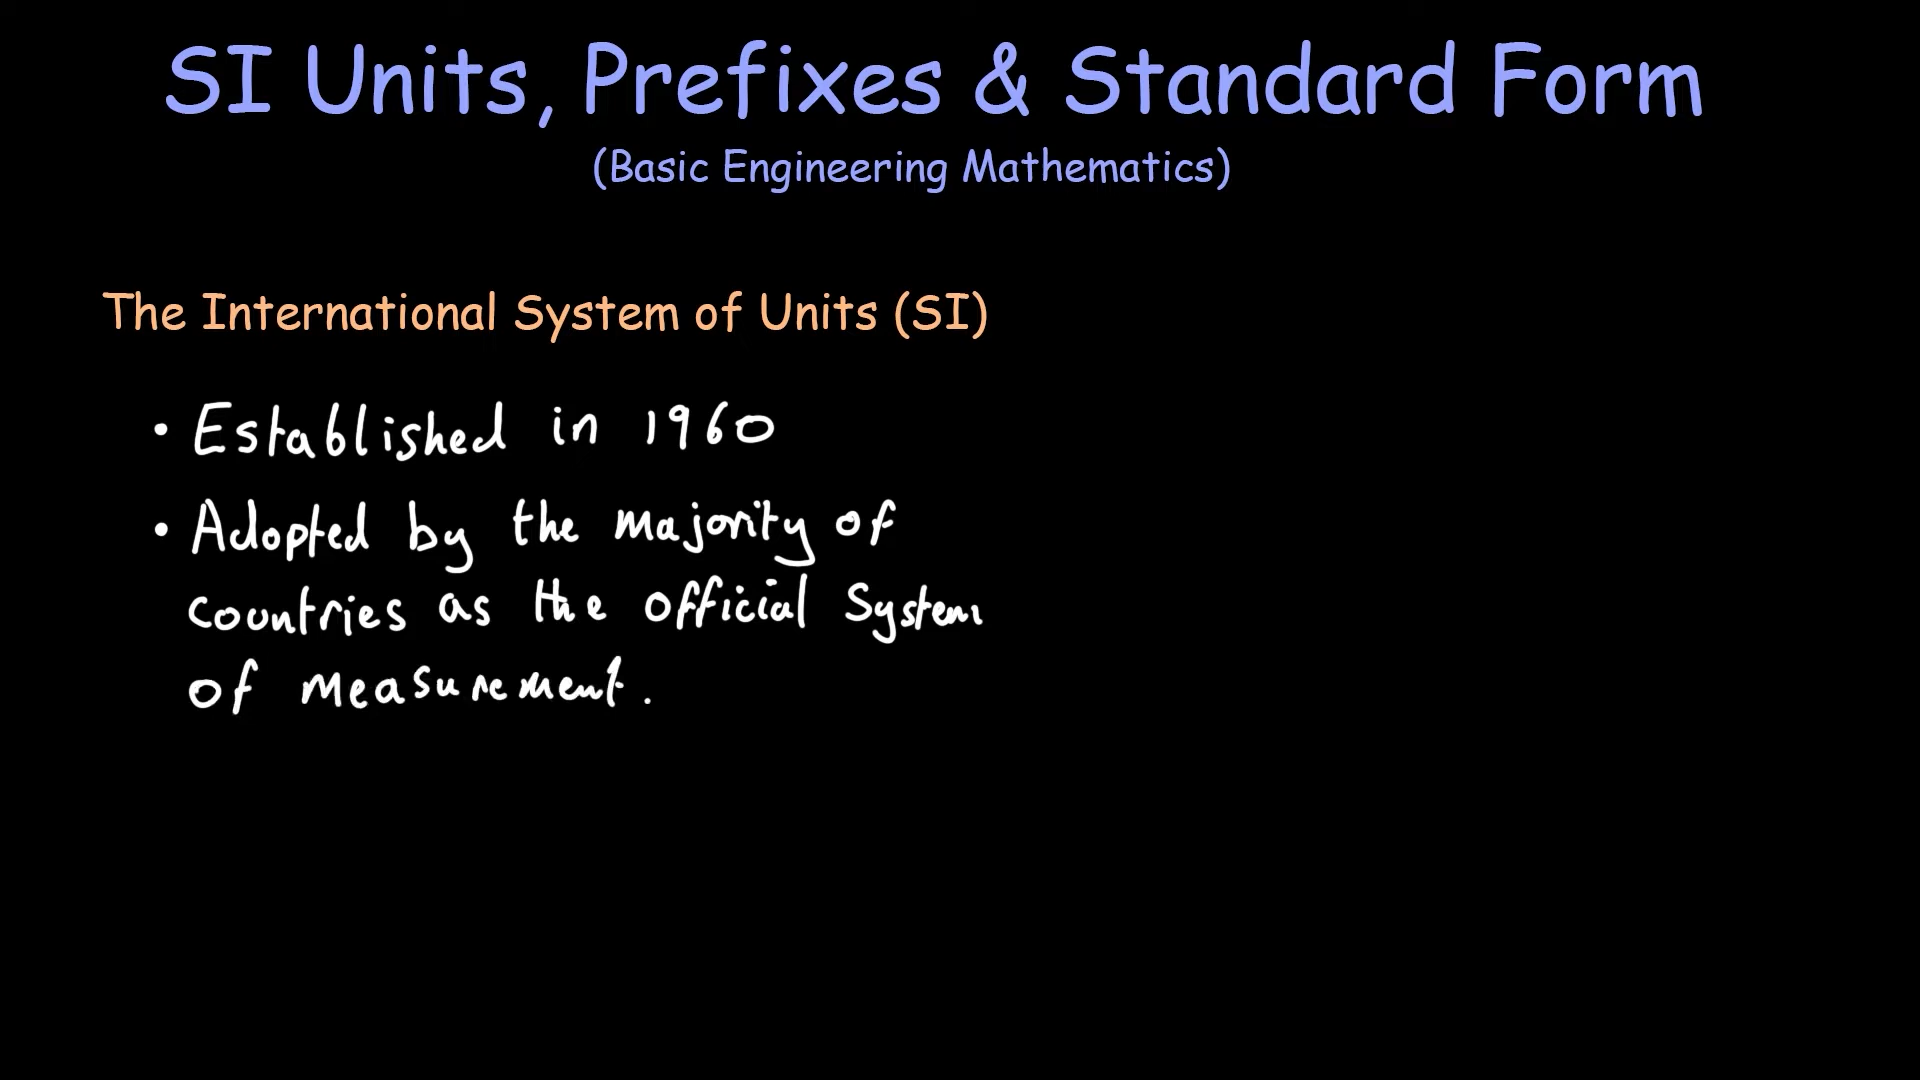 SI Units, Prefixes & Standard Form
(Basic Engineering Mathematics)
The International System of Units (SI)
• Established in 1960
• Adopted by the majority of
countries as the official System
of measurement.